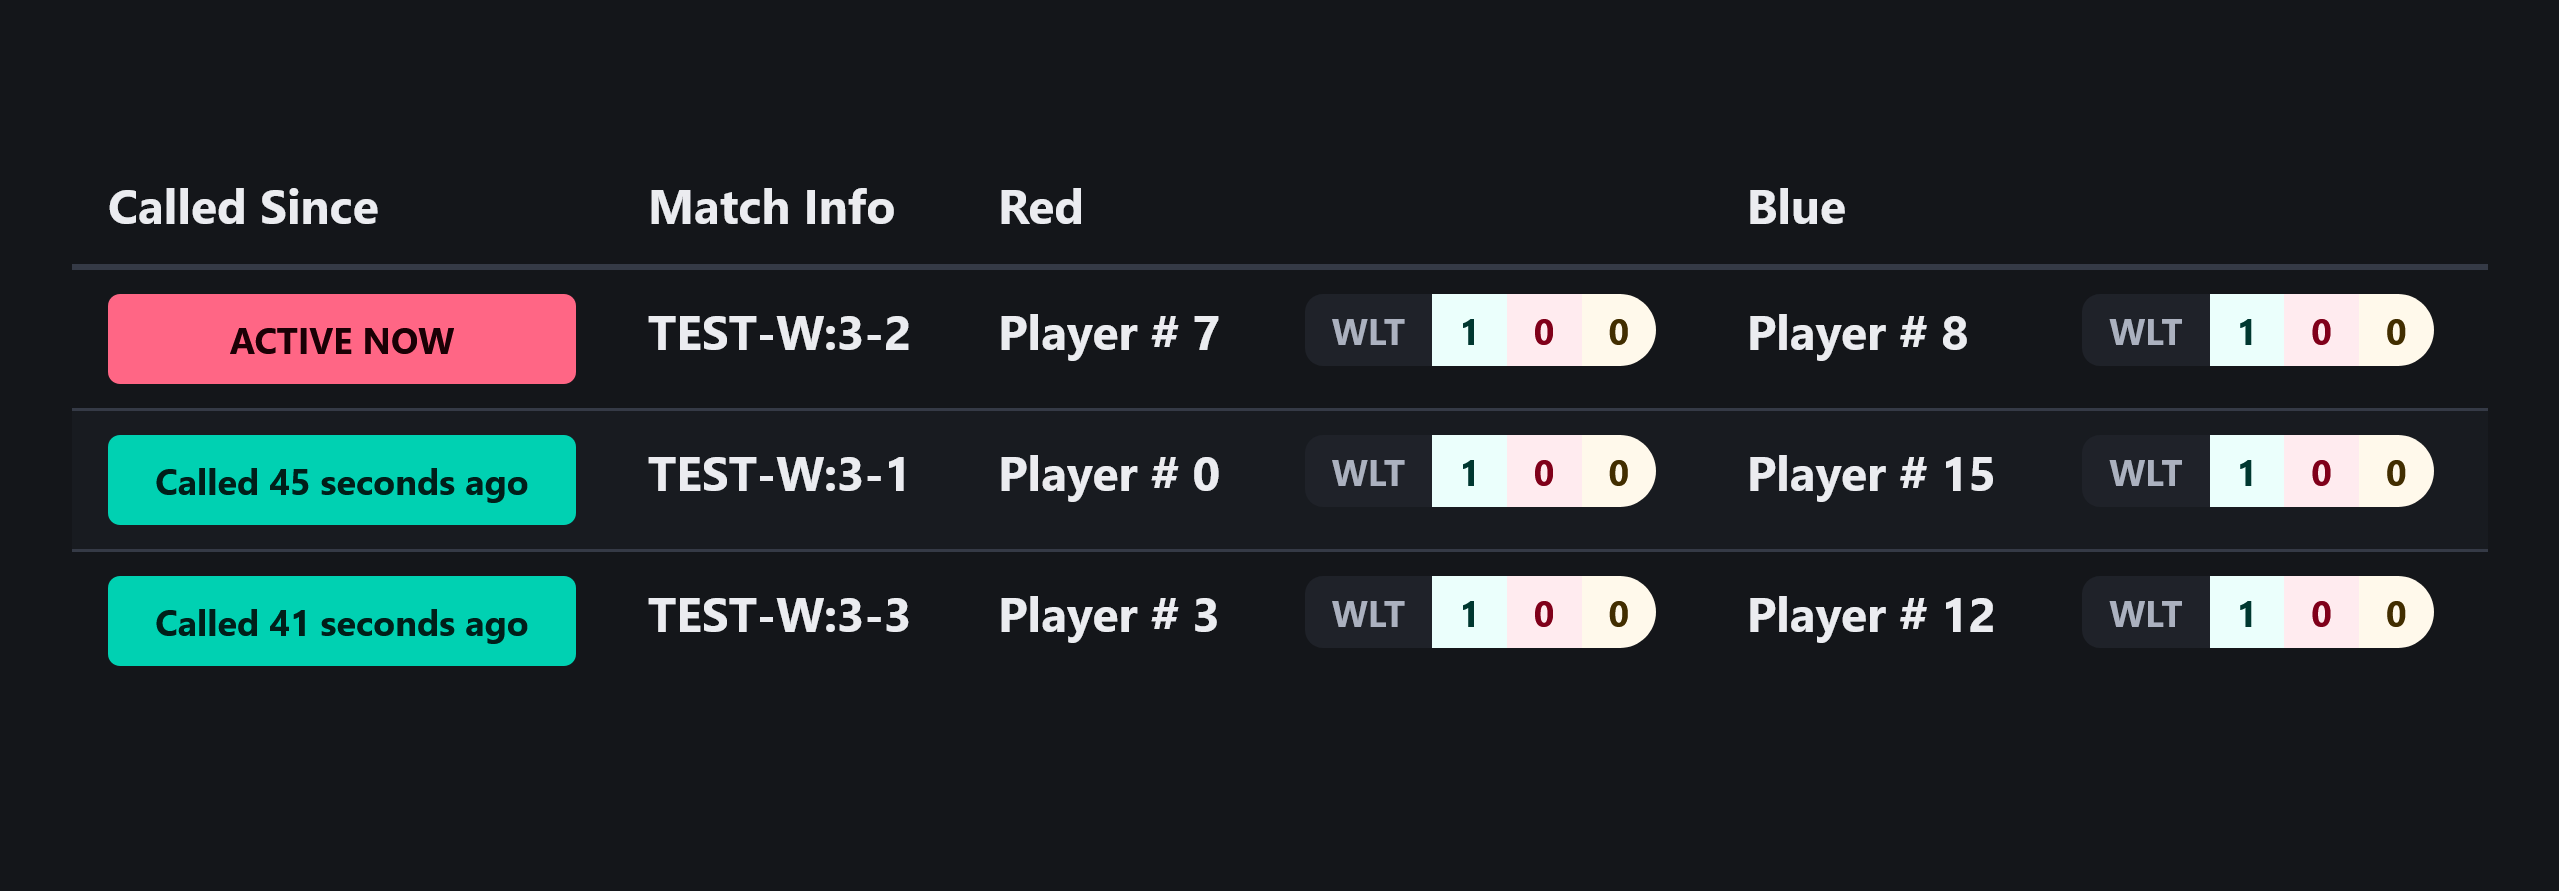 Called Since Match Info Red Blue
ACTIVE NOW TEST-W:3-2 Player # 7 WLT 1 0 0 Player # 8 WLT 1 0 0
Called 45 seconds ago TEST-W:3-1 Player # 0 WLT 1 0 0 Player # 15 WLT 1 0 0
Called 41 seconds ago TEST-W:3-3 Player # 3 WLT 1 0 0 Player # 12 WLT 1 0 0